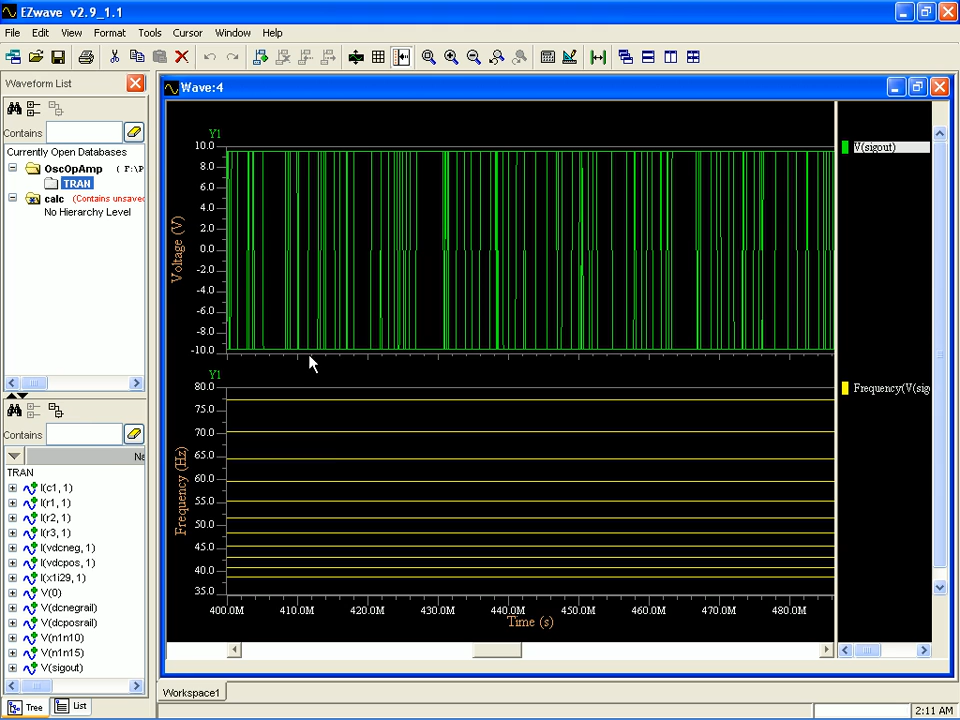 EZwave v2.9_1.1
File Edit View Format Tools Cursor Window Help
Waveform List
Contains
Currently Open Databases
OscOpAmp ( F:\P
TRAN
calc (Contains unsave
No Hierarchy Level
Contains
Na
TRAN
I(c1, 1)
I(r1, 1)
I(r2, 1)
I(r3, 1)
I(vdcneg, 1)
I(vdcpos, 1)
I(x1i29, 1)
V(0)
V(dcnegrail)
V(dcposrail)
V(n1n10)
V(n1n15)
V(sigout)
Tree List
Wave:4
Y1
10.0
8.0
6.0
4.0
2.0
0.0
-2.0
-4.0
-6.0
-8.0
-10.0
Voltage (V)
V(sigout)
Y1
80.0
75.0
70.0
65.0
60.0
55.0
50.0
45.0
40.0
35.0
Frequency (Hz)
Frequency(V(sig
400.0M 410.0M 420.0M 430.0M 440.0M 450.0M 460.0M 470.0M 480.0M
Time (s)
Workspace1
2:11 AM